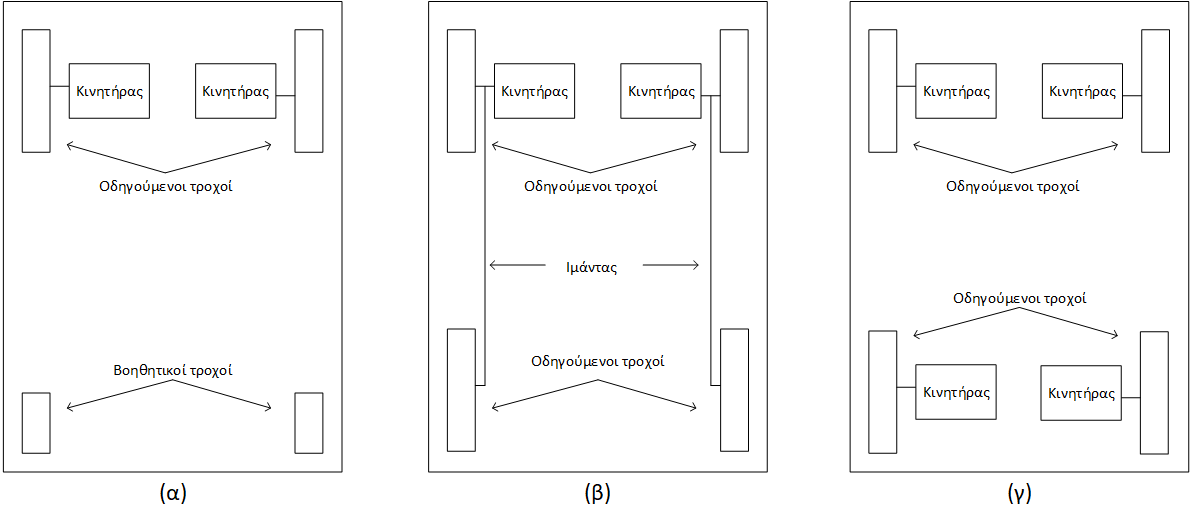 Κινητήρας
Κινητήρας
Οδηγούμενοι τροχοί
Βοηθητικοί τροχοί
(α)
Κινητήρας
Κινητήρας
Οδηγούμενοι τροχοί
Ιμάντας
Οδηγούμενοι τροχοί
(β)
Κινητήρας
Κινητήρας
Οδηγούμενοι τροχοί
Οδηγούμενοι τροχοί
Κινητήρας
Κινητήρας
(γ)